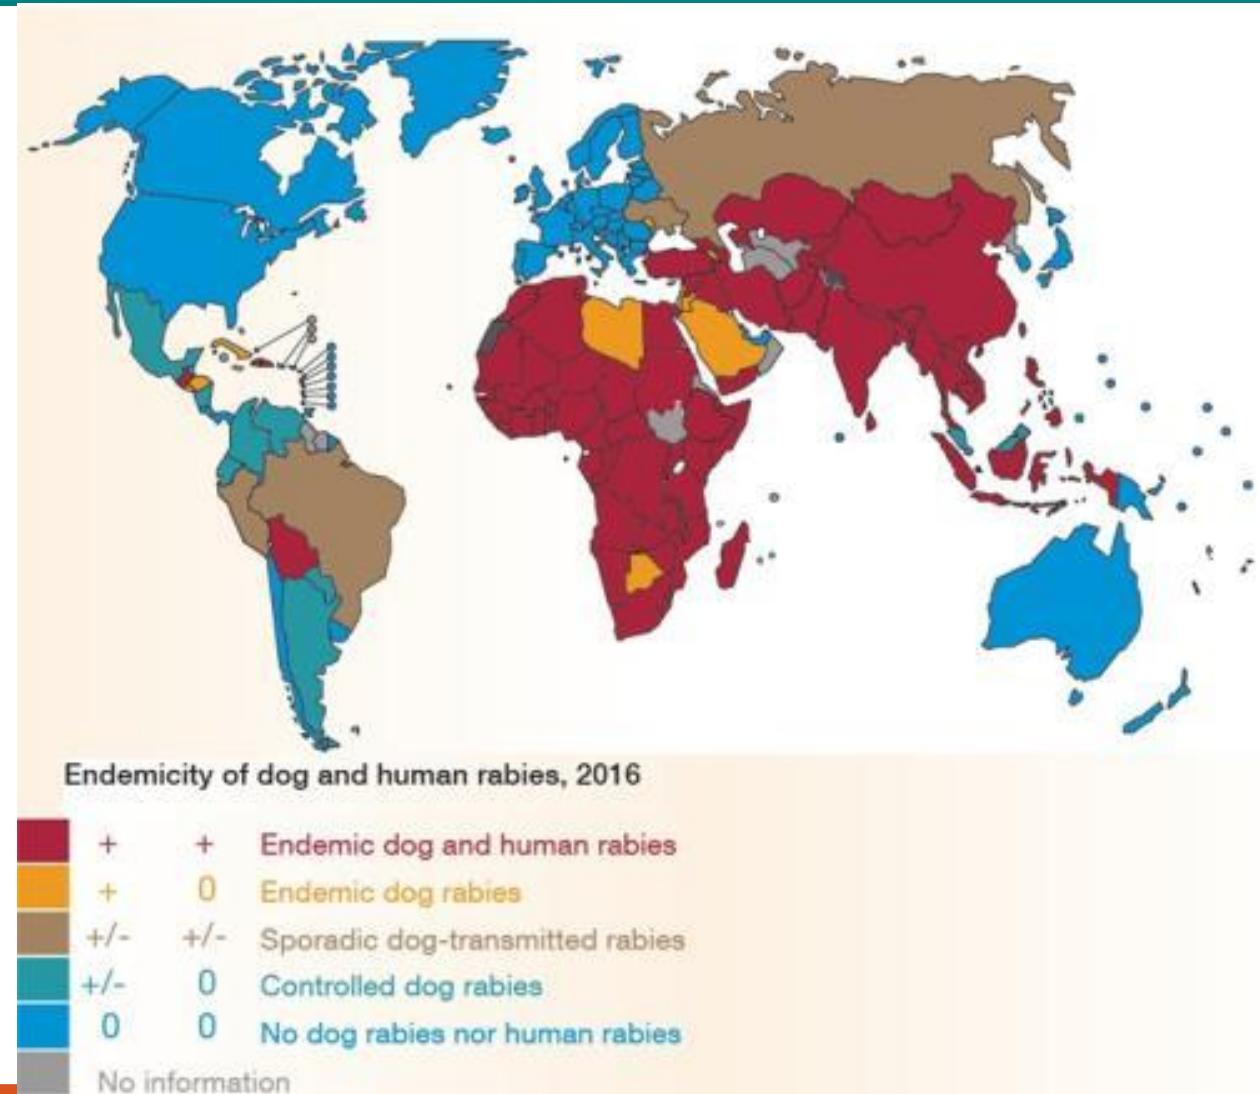 Endemicity of dog and human rabies, 2016
+ + Endemic dog and human rabies
+ 0 Endemic dog rabies
+/- +/- Sporadic dog-transmitted rabies
+/- 0 Controlled dog rabies
0 0 No dog rabies nor human rabies
No information